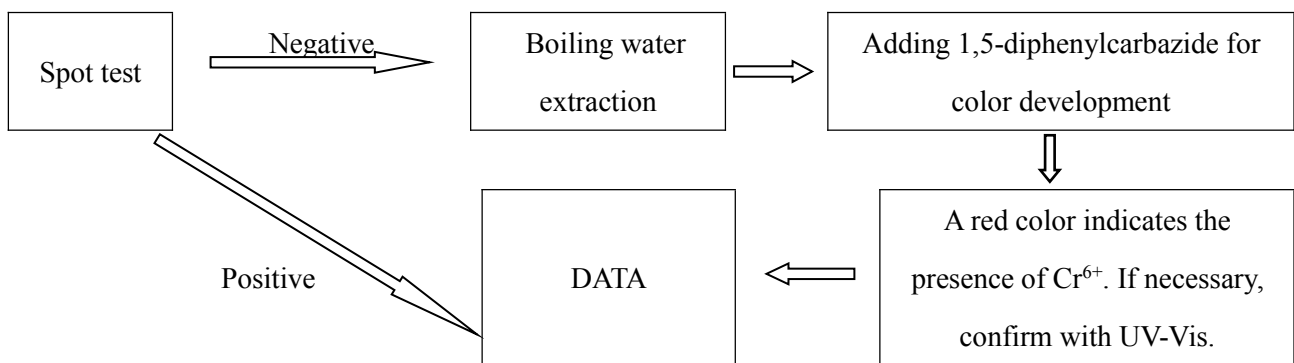 Spot test
Negative
Boiling water
extraction
Adding 1,5-diphenylcarbazide for
color development
A red color indicates the
presence of Cr⁶⁺. If necessary,
confirm with UV-Vis.
Positive
DATA